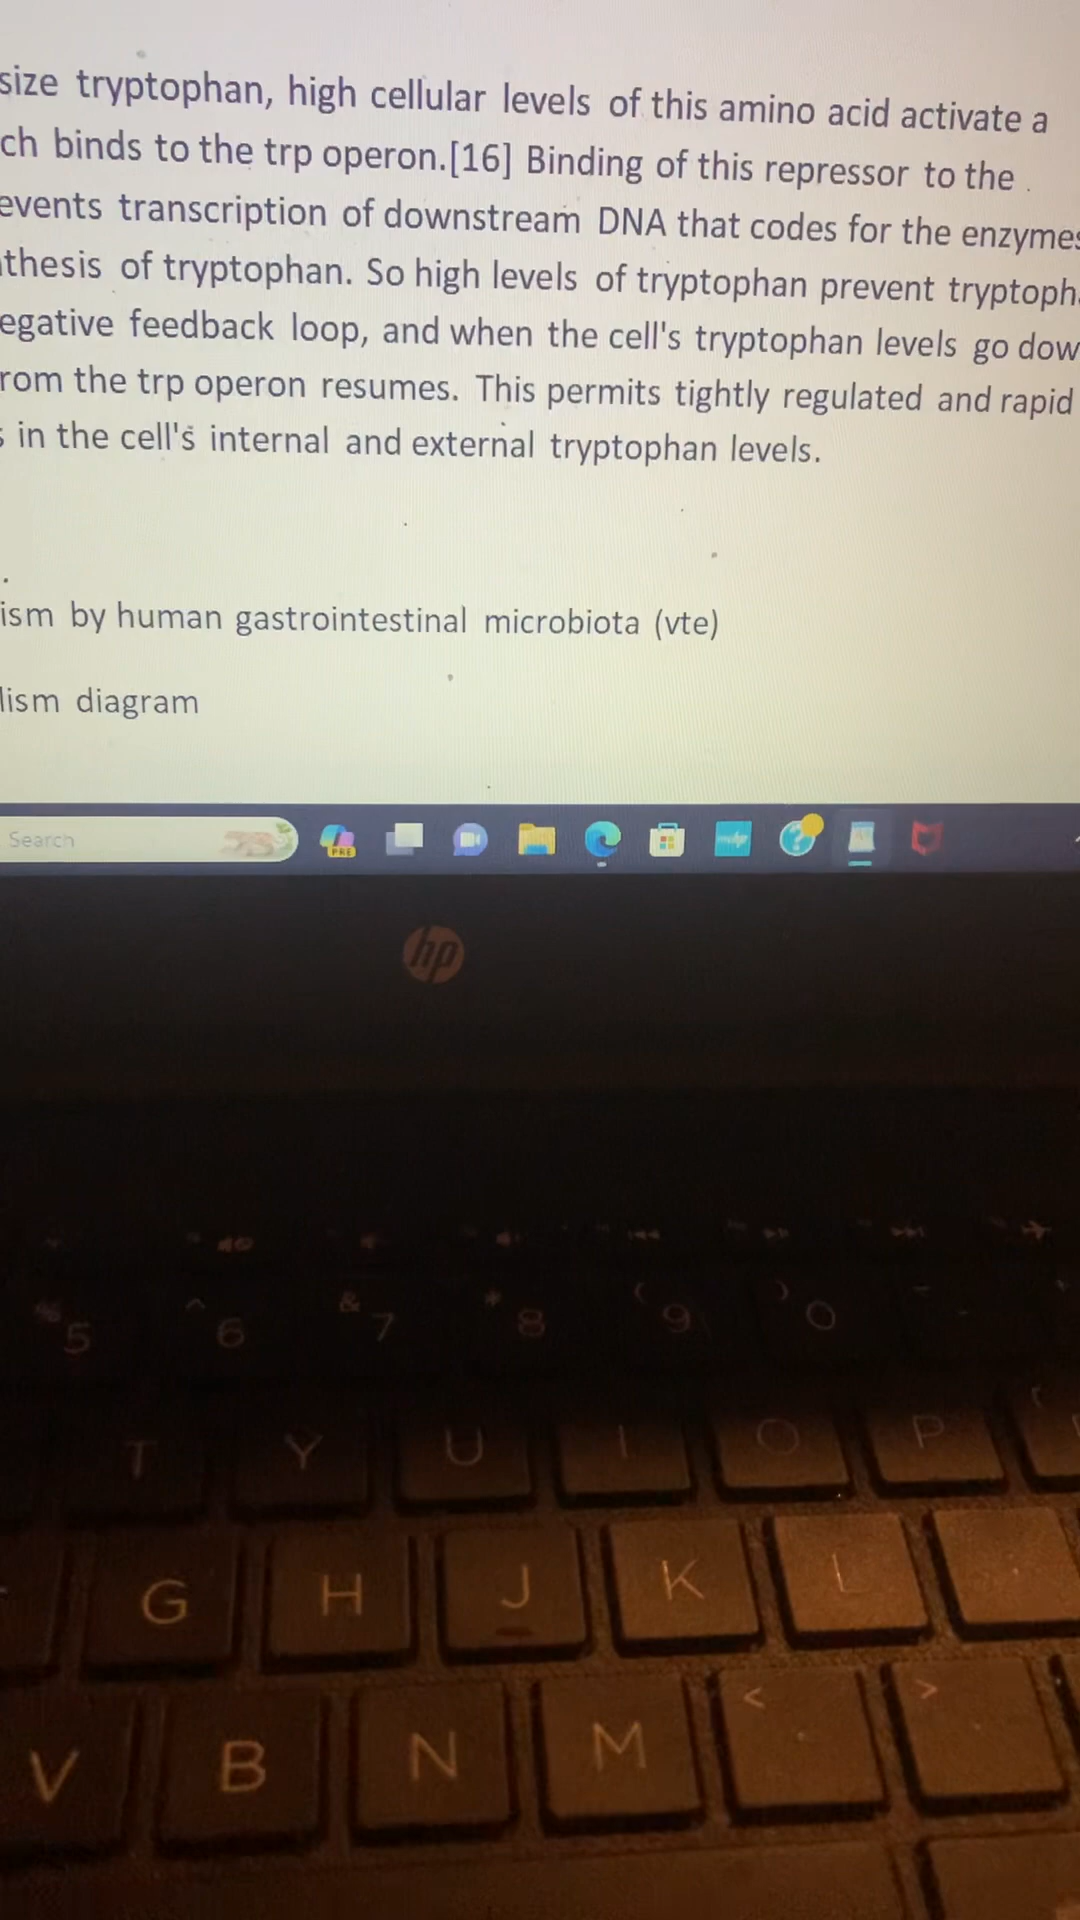 size tryptophan, high cellular levels of this amino acid activate a
ch binds to the trp operon.[16] Binding of this repressor to the
events transcription of downstream DNA that codes for the enzymes
thesis of tryptophan. So high levels of tryptophan prevent tryptoph
egative feedback loop, and when the cell's tryptophan levels go dow
rom the trp operon resumes. This permits tightly regulated and rapid
s in the cell's internal and external tryptophan levels.
ism by human gastrointestinal microbiota (vte)
lism diagram
Search
PRE
hp
% 5 ^ 6 & 7 * 8 ( 9 ) 0 - +
T Y U I O P
G H J K L
V B N M < >